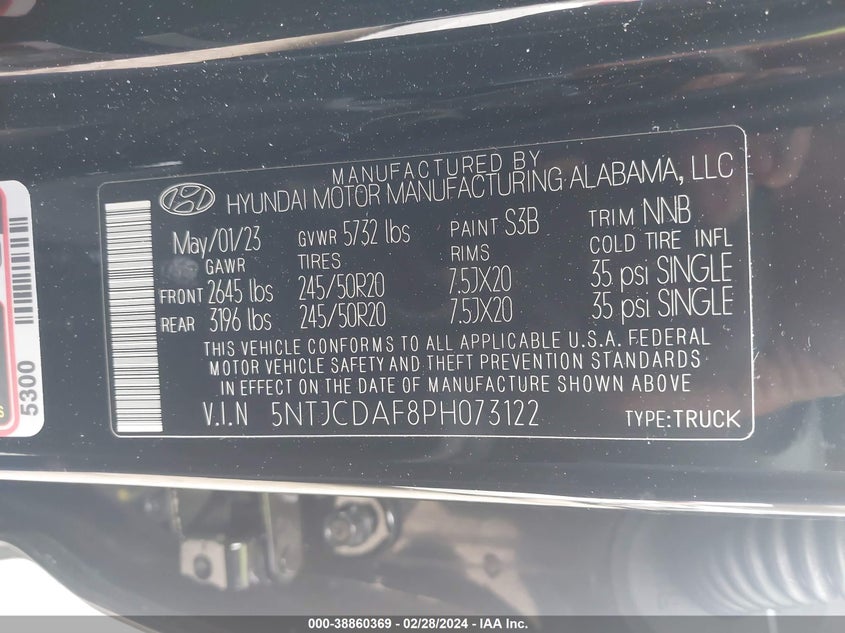 MANUFACTURED BY
HYUNDAI MOTOR MANUFACTURING ALABAMA, LLC
May/01/23 GVWR 5732 lbs PAINT S3B TRIM NNB
GAWR TIRES RIMS COLD TIRE INFL
FRONT 2645 lbs 245/50R20 7.5JX20 35 psi SINGLE
REAR 3196 lbs 245/50R20 7.5JX20 35 psi SINGLE
THIS VEHICLE CONFORMS TO ALL APPLICABLE U.S.A. FEDERAL
MOTOR VEHICLE SAFETY AND THEFT PREVENTION STANDARDS
IN EFFECT ON THE DATE OF MANUFACTURE SHOWN ABOVE
V.I.N 5NTJCDAF8PH073122 TYPE:TRUCK
5300
000-38860369 - 02/28/2024 - IAA Inc.